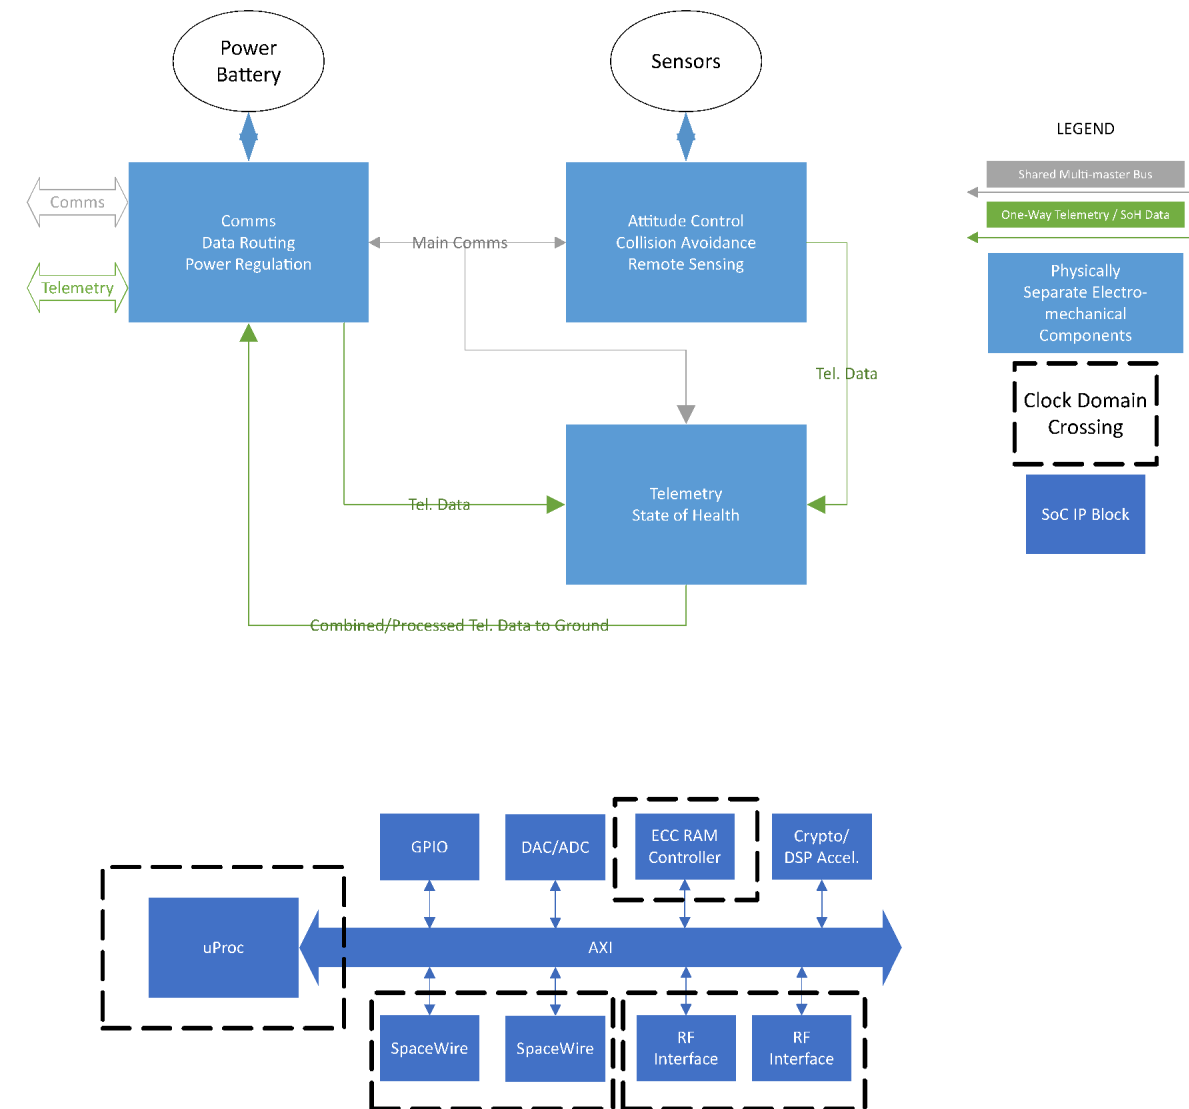 Power
Battery
Sensors
LEGEND
Shared Multi-master Bus
One-Way Telemetry / SoH Data
Physically
Separate Electro-
mechanical
Components
Clock Domain
Crossing
SoC IP Block
Comms
Telemetry
Comms
Data Routing
Power Regulation
Main Comms
Attitude Control
Collision Avoidance
Remote Sensing
Tel. Data
Tel. Data
Telemetry
State of Health
Combined/Processed Tel. Data to Ground
GPIO
DAC/ADC
ECC RAM
Controller
Crypto/
DSP Accel.
uProc
AXI
SpaceWire
SpaceWire
RF
Interface
RF
Interface